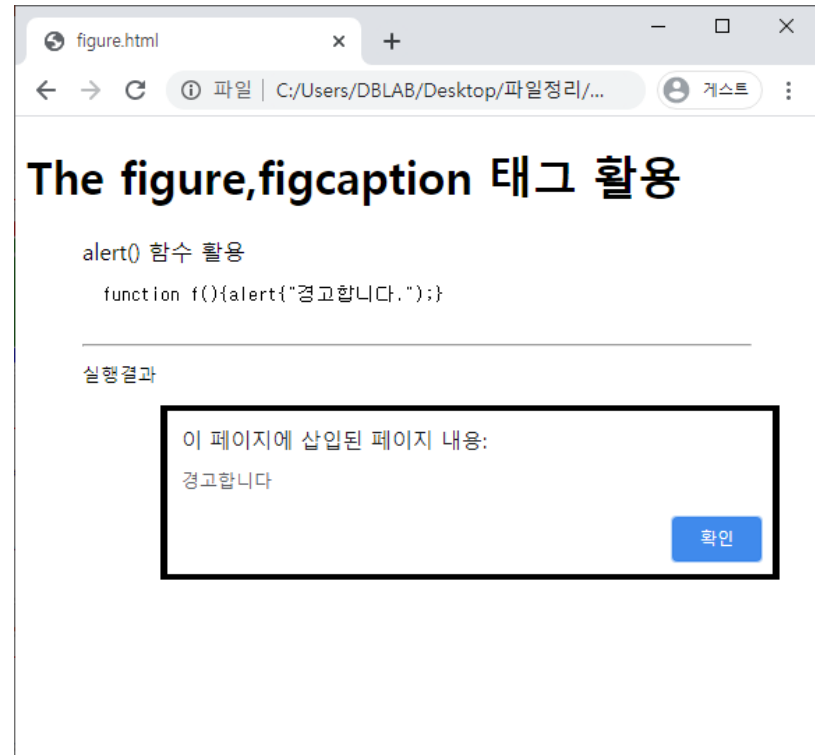 figure.html
파일 | C:/Users/DBLAB/Desktop/파일정리/... 게스트
The figure,figcaption 태그 활용
alert() 함수 활용
function f(){alert{"경고합니다.");}
실행결과
이 페이지에 삽입된 페이지 내용:
경고합니다
확인